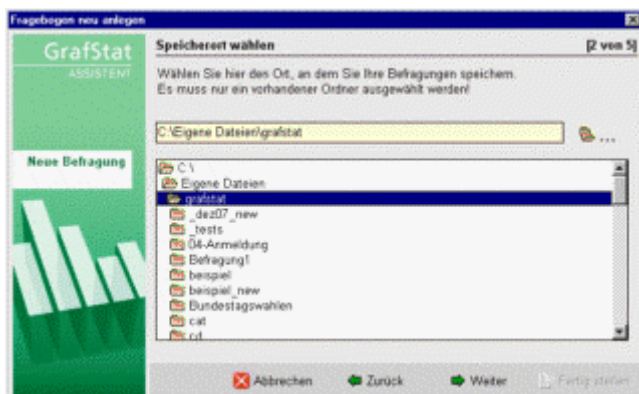 Fragebogen neu anlegen
GrafStat
ASSISTENT
Neue Befragung
Speicherort wählen [2 von 5]
Wählen Sie hier den Ort, an dem Sie Ihre Befragungen speichern.
Es muss nur ein vorhandener Ordner ausgewählt werden!
C:\Eigene Dateien\grafstat
...
C:\
Eigene Dateien
grafstat
_dez07_new
_tests
04-Anmeldung
Befragung1
beispiel
beispiel_new
Bundestagswahlen
cat
cd
Abbrechen Zurück Weiter Fertig stellen